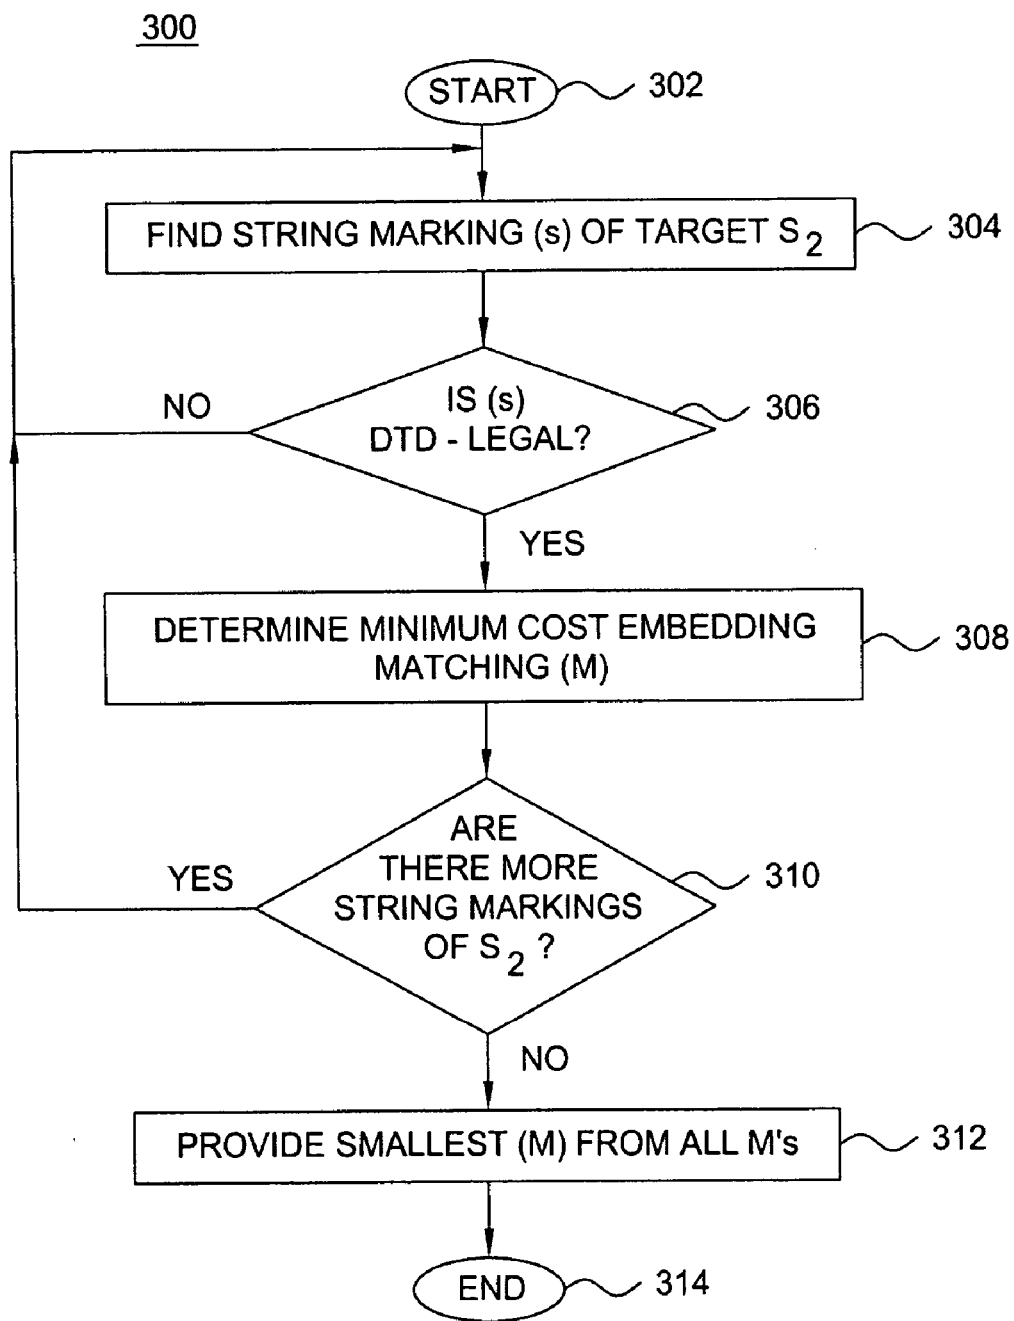 300
START
302
FIND STRING MARKING (s) OF TARGET S2
304
IS (s)
DTD - LEGAL?
306
NO
YES
DETERMINE MINIMUM COST EMBEDDING
MATCHING (M)
308
ARE
THERE MORE
STRING MARKINGS
OF S2 ?
310
YES
NO
PROVIDE SMALLEST (M) FROM ALL M's
312
END
314